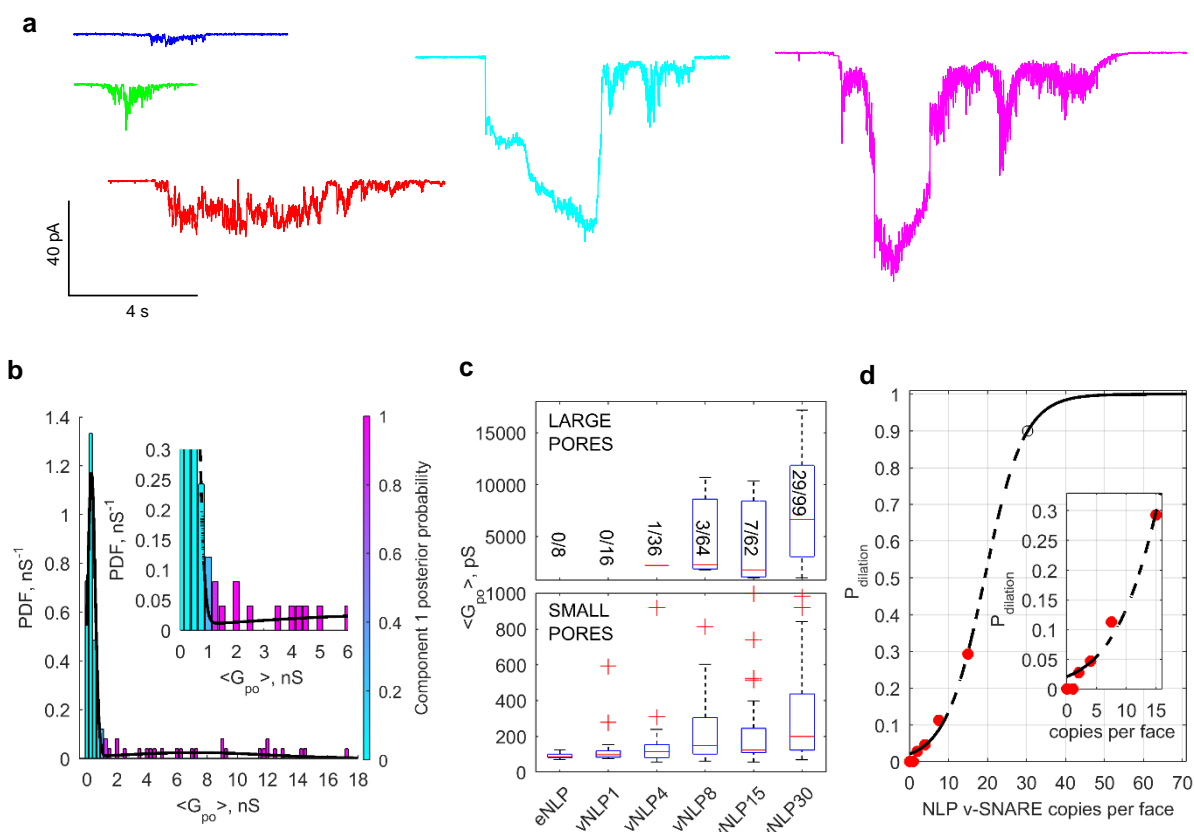 a
40 pA
4 s
b
PDF, nS⁻¹
1.4
1.2
1
0.8
0.6
0.4
0.2
0
0 2 4 6 8 10 12 14 16 18
<G_po>, nS
PDF, nS⁻¹
0.3
0.25
0.2
0.15
0.1
0.05
0
0 1 2 3 4 5 6
<G_po>, nS
1
0.8
0.6
0.4
0.2
0
Component 1 posterior probability
c
<G_po>, pS
LARGE
PORES
15000
10000
5000
0/8
0/16
1/36
3/64
7/62
29/99
SMALL
PORES
1000
800
600
400
200
0
eNLP
vNLP1
vNLP4
vNLP8
vNLP15
vNLP30
d
P_dilation
1
0.9
0.8
0.7
0.6
0.5
0.4
0.3
0.2
0.1
0
0 10 20 30 40 50 60 70
NLP v-SNARE copies per face
P_dilation
0.3
0.25
0.2
0.15
0.1
0.05
0
0 5 10 15
copies per face